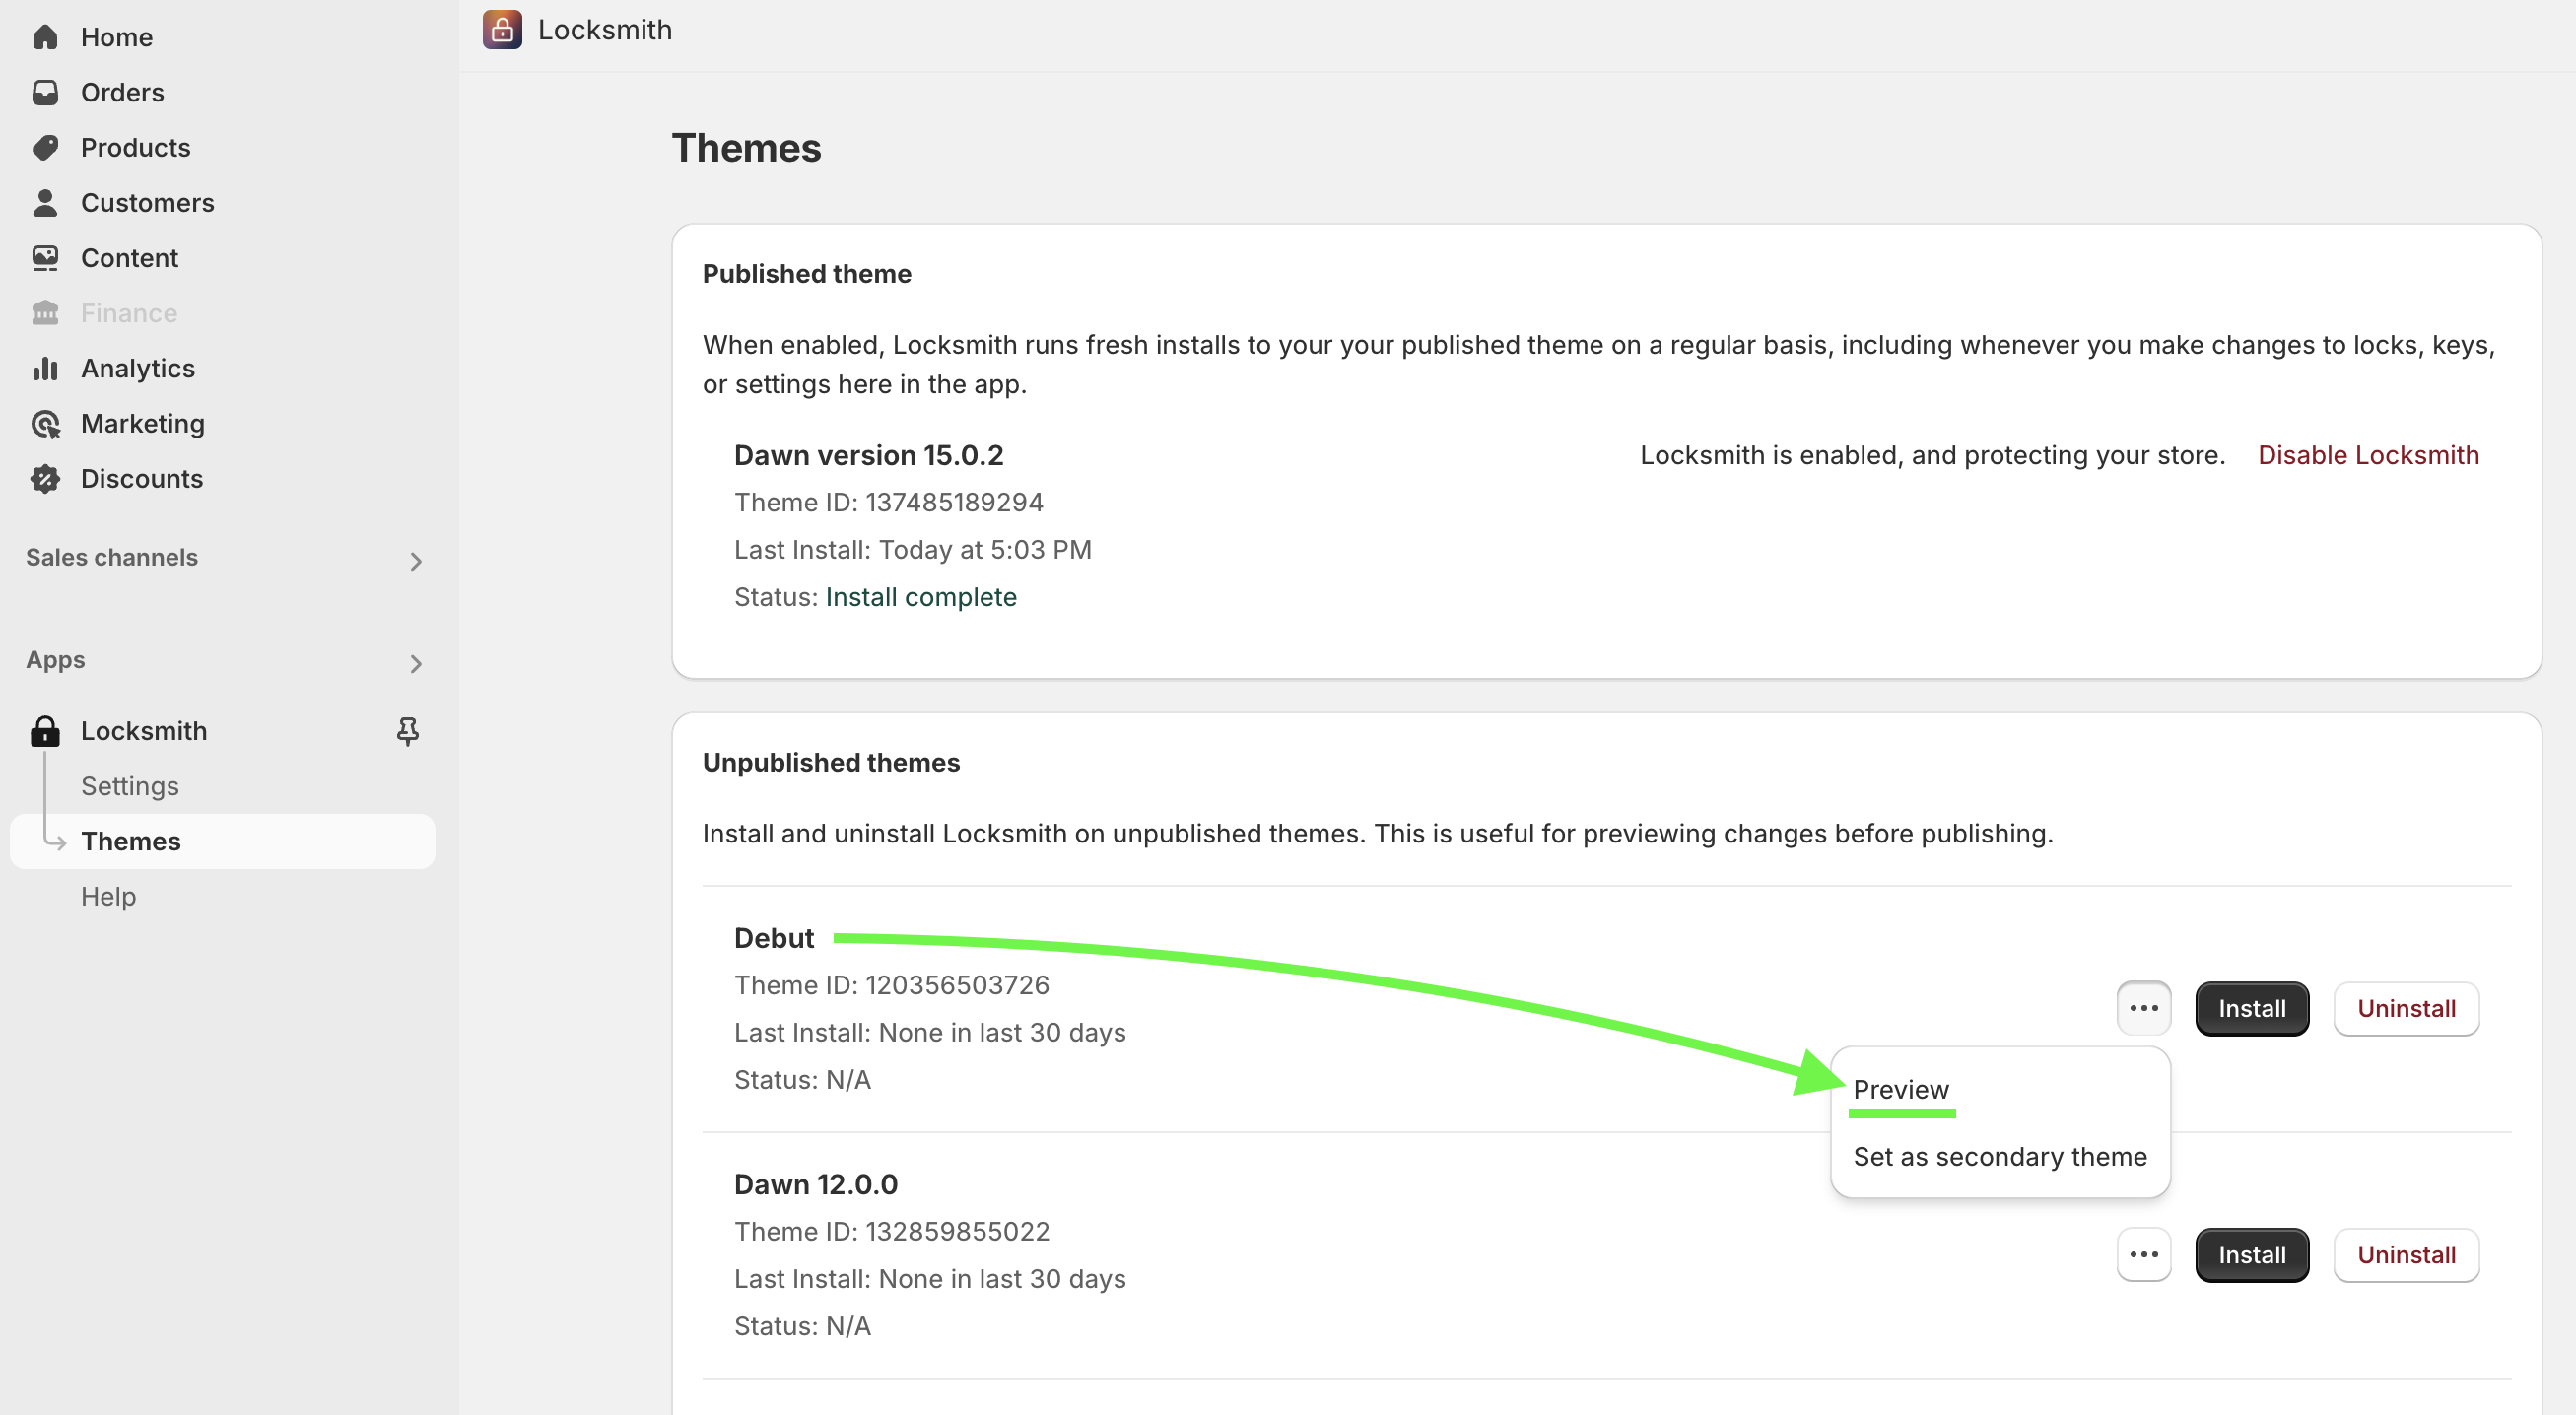 Home
Orders
Products
Customers
Content
Finance
Analytics
Marketing
Discounts
Sales channels
Apps
Locksmith
Settings
Themes
Help
Locksmith
Themes
Published theme
When enabled, Locksmith runs fresh installs to your your published theme on a regular basis, including whenever you make changes to locks, keys,
or settings here in the app.
Dawn version 15.0.2
Locksmith is enabled, and protecting your store. Disable Locksmith
Theme ID: 137485189294
Last Install: Today at 5:03 PM
Status: Install complete
Unpublished themes
Install and uninstall Locksmith on unpublished themes. This is useful for previewing changes before publishing.
Debut
Theme ID: 120356503726
Last Install: None in last 30 days
Status: N/A
Install Uninstall
Preview
Set as secondary theme
Dawn 12.0.0
Theme ID: 132859855022
Last Install: None in last 30 days
Status: N/A
Install Uninstall